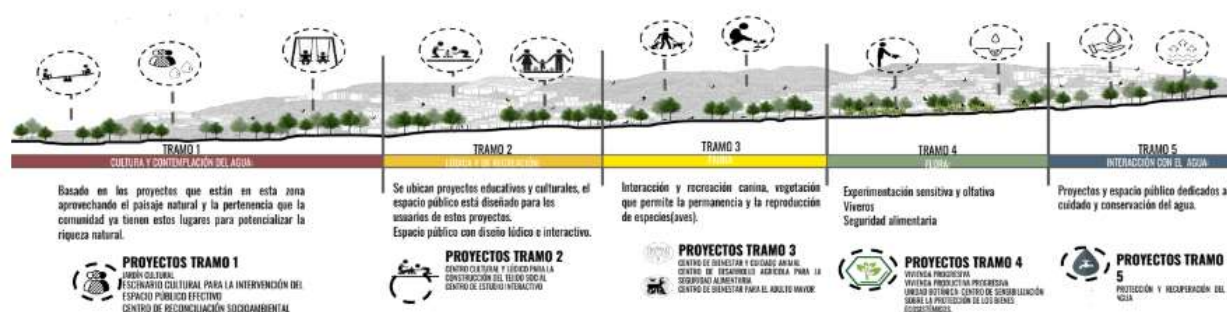 TRAMO 1
CULTURA Y CONTEMPLACIÓN DEL AGUA
Basado en los proyectos que están en esta zona
aprovechando el paisaje natural y la pertenencia que la
comunidad ya tienen estos lugares para potencializar la
riqueza natural.
PROYECTOS TRAMO 1
JARDÍN CULTURAL
ESCENARIO CULTURAL PARA LA INTERVENCIÓN DEL
ESPACIO PÚBLICO EFECTIVO
CENTRO DE RECONCILIACIÓN SOCIOAMBIENTAL
TRAMO 2
LÚDICA Y DE RECREACIÓN
Se ubican proyectos educativos y culturales, el
espacio público está diseñado para los
usuarios de estos proyectos.
Espacio público con diseño lúdico e interactivo.
PROYECTOS TRAMO 2
CENTRO CULTURAL Y LÓGICO PARA LA
CONSTRUCCIÓN DEL TEJIDO SOCIAL
CENTRO DE ESTUDIO INTERACTIVO
TRAMO 3
FAUNA
Interacción y recreación canina, vegetación
que permite la permanencia y la reproducción
de especies(aves).
PROYECTOS TRAMO 3
CENTRO DE BIENESTAR Y CUIDADO ANIMAL
CENTRO DE DESARROLLO AGRÍCOLA PARA LA
SEGURIDAD ALIMENTARIA
CENTRO DE BIENESTAR PARA EL ADULTO MAYOR
TRAMO 4
FLORA
Experimentación sensitiva y olfativa
Viveros
Seguridad alimentaria
PROYECTOS TRAMO 4
VIVIENDA PROGRESIVA
VIVIENDA PRODUCTIVA PROGRESIVA
UNIDAD BOTÁNICA: CENTRO DE SENSIBILIZACIÓN
SOBRE LA PROTECCIÓN DE LOS BIENES
ECOSISTÉMICOS.
TRAMO 5
INTERACCIÓN CON EL AGUA
Proyectos y espacio público dedicados a
cuidado y conservación del agua.
PROYECTOS TRAMO
5
PROTECCIÓN Y RECUPERACIÓN DEL
AGUA